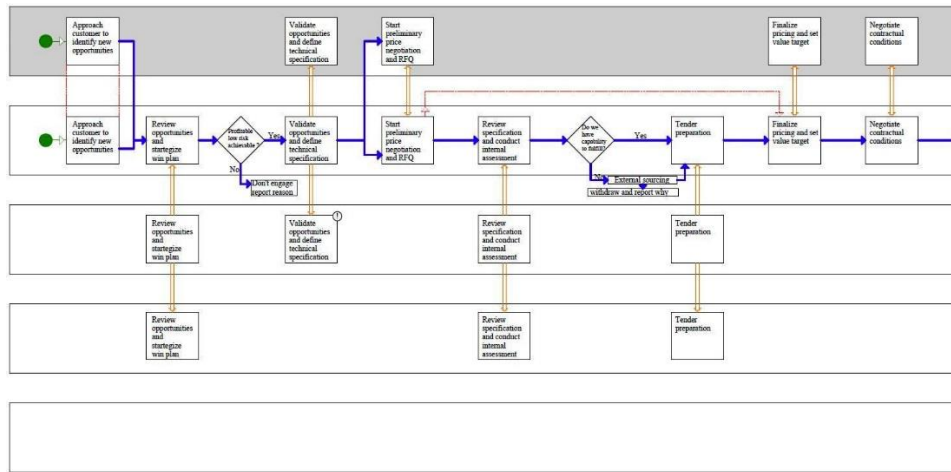 Approach
customer to
identify new
opportunities
Validate
opportunities
and define
technical
specification
Start
preliminary
price
negotiation
and RFQ
Finalize
pricing and set
value target
Negotiate
contractual
conditions
Approach
customer to
identify new
opportunities
Review
opportunities
and
startegize
win plan
Profitable
low risk
achievable ?
Yes
No
Don't engage
report reason
Validate
opportunities
and define
technical
specification
Start
preliminary
price
negotiation
and RFQ
Review
specification
and conduct
internal
assessment
Do we
have
capability
to fulfill?
Yes
No
External sourcing
withdraw and report why
Tender
preparation
Finalize
pricing and set
value target
Negotiate
contractual
conditions
Review
opportunities
and
startegize
win plan
Validate
opportunities
and define
technical
specification
Review
specification
and conduct
internal
assessment
Tender
preparation
Review
opportunities
and
startegize
win plan
Review
specification
and conduct
internal
assessment
Tender
preparation